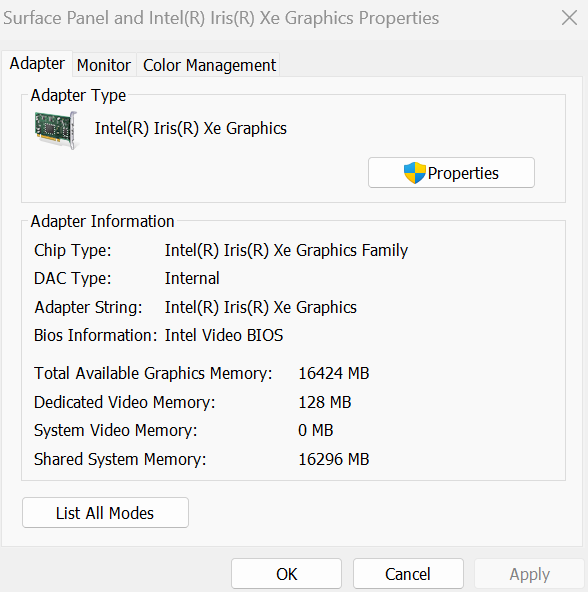 Surface Panel and Intel(R) Iris(R) Xe Graphics Properties
Adapter Monitor Color Management
Adapter Type
Intel(R) Iris(R) Xe Graphics
Properties
Adapter Information
Chip Type: Intel(R) Iris(R) Xe Graphics Family
DAC Type: Internal
Adapter String: Intel(R) Iris(R) Xe Graphics
Bios Information: Intel Video BIOS
Total Available Graphics Memory: 16424 MB
Dedicated Video Memory: 128 MB
System Video Memory: 0 MB
Shared System Memory: 16296 MB
List All Modes
OK Cancel Apply